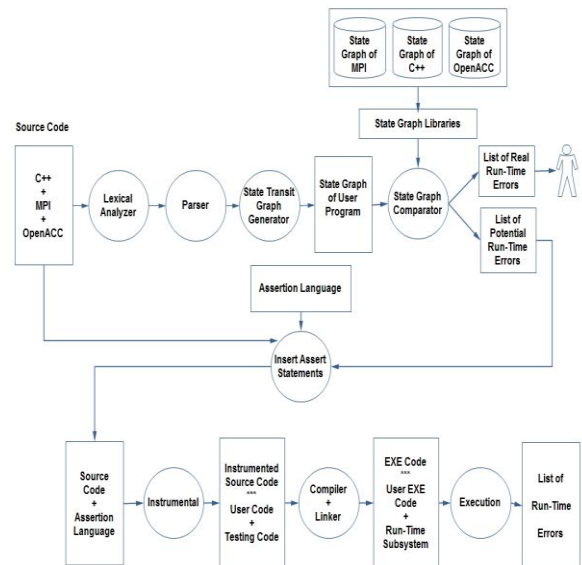 State
Graph of
MPI
State
Graph of
C++
State
Graph of
OpenACC
State Graph Libraries
Source Code
C++
+
MPI
+
OpenACC
Lexical
Analyzer
Parser
State Transit
Graph
Generator
State Graph
of User
Program
State Graph
Comparator
List of Real
Run-Time
Errors
List of
Potential
Run-Time
Errors
Assertion Language
Insert Assert
Statements
Source
Code
+
Assertion
Language
Instrumental
Instrumented
Source Code
***
User Code
+
Testing Code
Compiler
+
Linker
EXE Code
***
User EXE
Code
+
Run-Time
Subsystem
Execution
List of
Run-Time
Errors